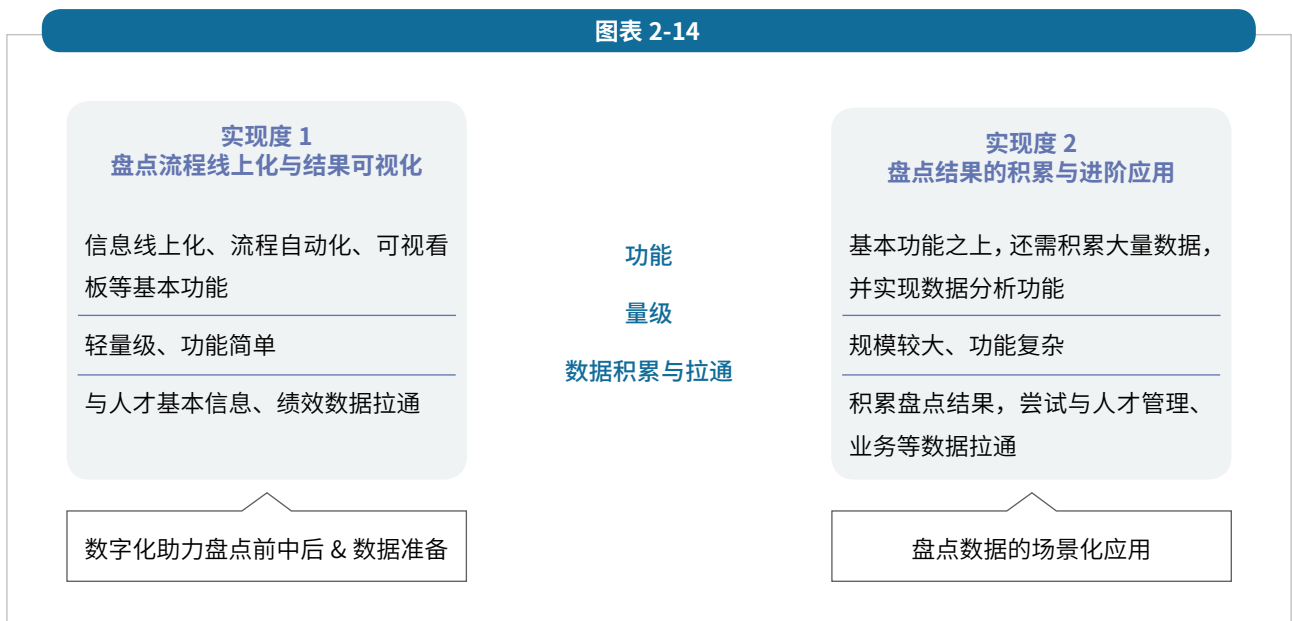 图表 2-14
实现度 1
盘点流程线上化与结果可视化
信息线上化、流程自动化、可视看
板等基本功能
轻量级、功能简单
与人才基本信息、绩效数据拉通
数字化助力盘点前中后 & 数据准备
功能
量级
数据积累与拉通
实现度 2
盘点结果的积累与进阶应用
基本功能之上，还需积累大量数据，
并实现数据分析功能
规模较大、功能复杂
积累盘点结果，尝试与人才管理、
业务等数据拉通
盘点数据的场景化应用